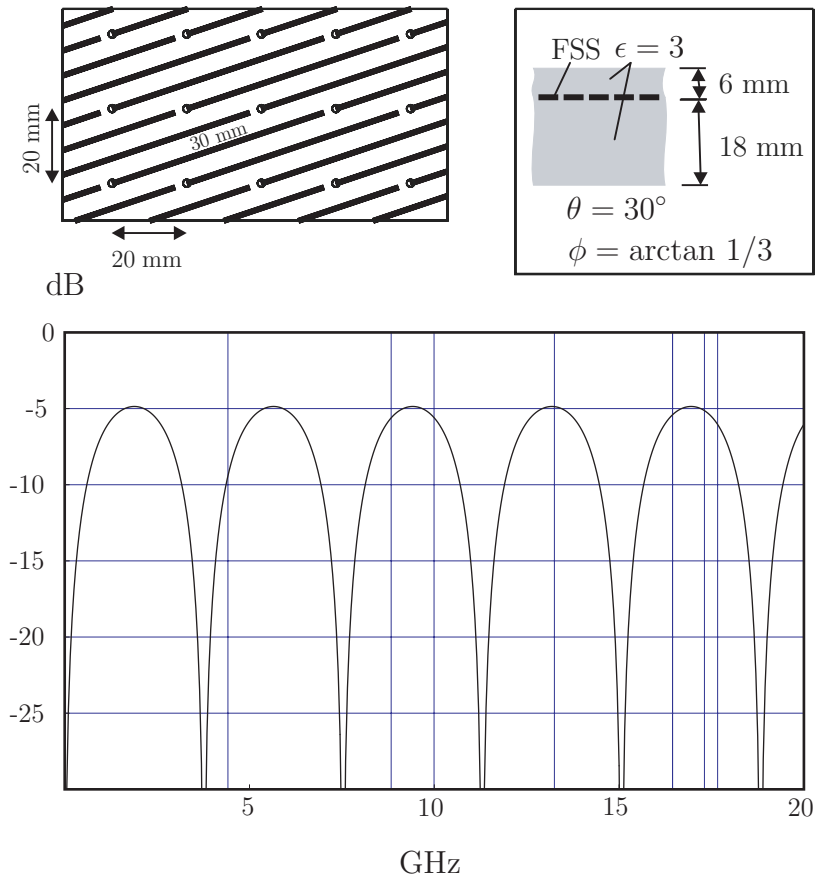 20 mm
30 mm
20 mm
FSS ϵ = 3
6 mm
18 mm
θ = 30°
ϕ = arctan 1/3
dB
0
-5
-10
-15
-20
-25
5 10 15 20
GHz